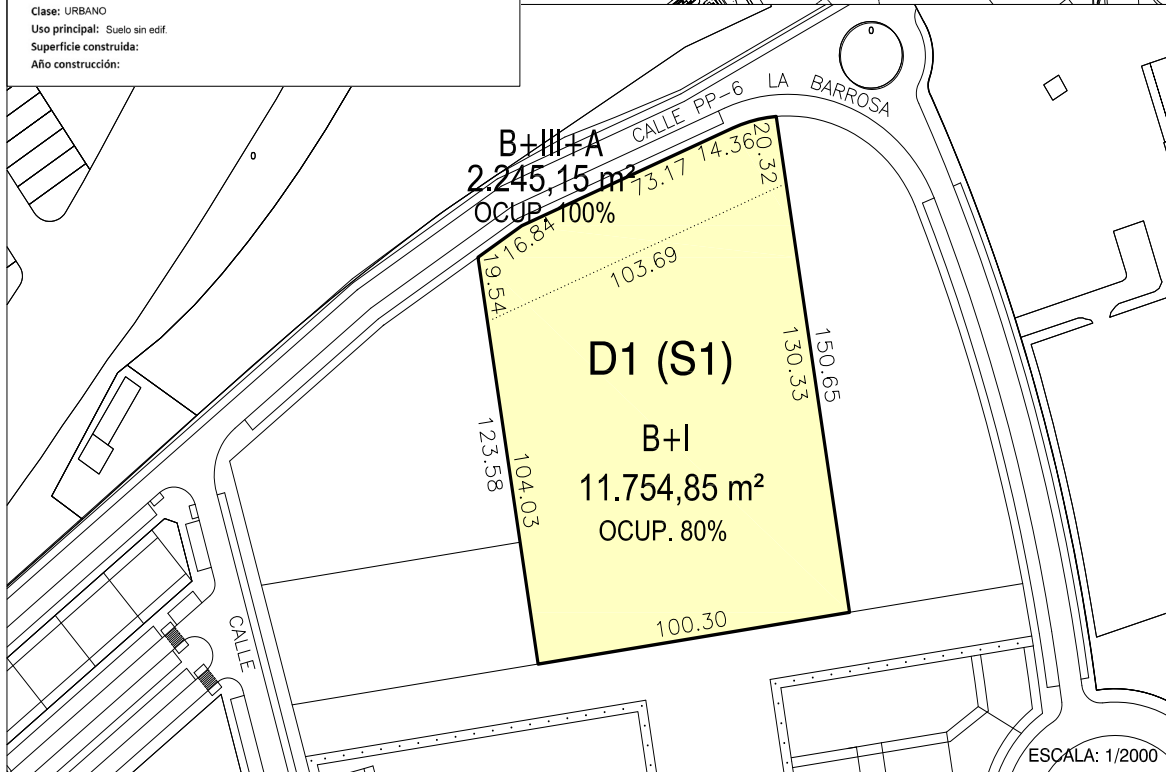 Clase: URBANO
Uso principal: Suelo sin edif.
Superficie construida:
Año construcción:
0
0
CALLE PP-6 LA BARROSA
B+III+A
2.245,15 m²
OCUP. 100%
16.84
73.17
14.36
20.32
19.54
103.69
D1 (S1)
130.33
150.65
B+I
11.754,85 m²
OCUP. 80%
123.58
104.03
100.30
CALLE
ESCALA: 1/2000